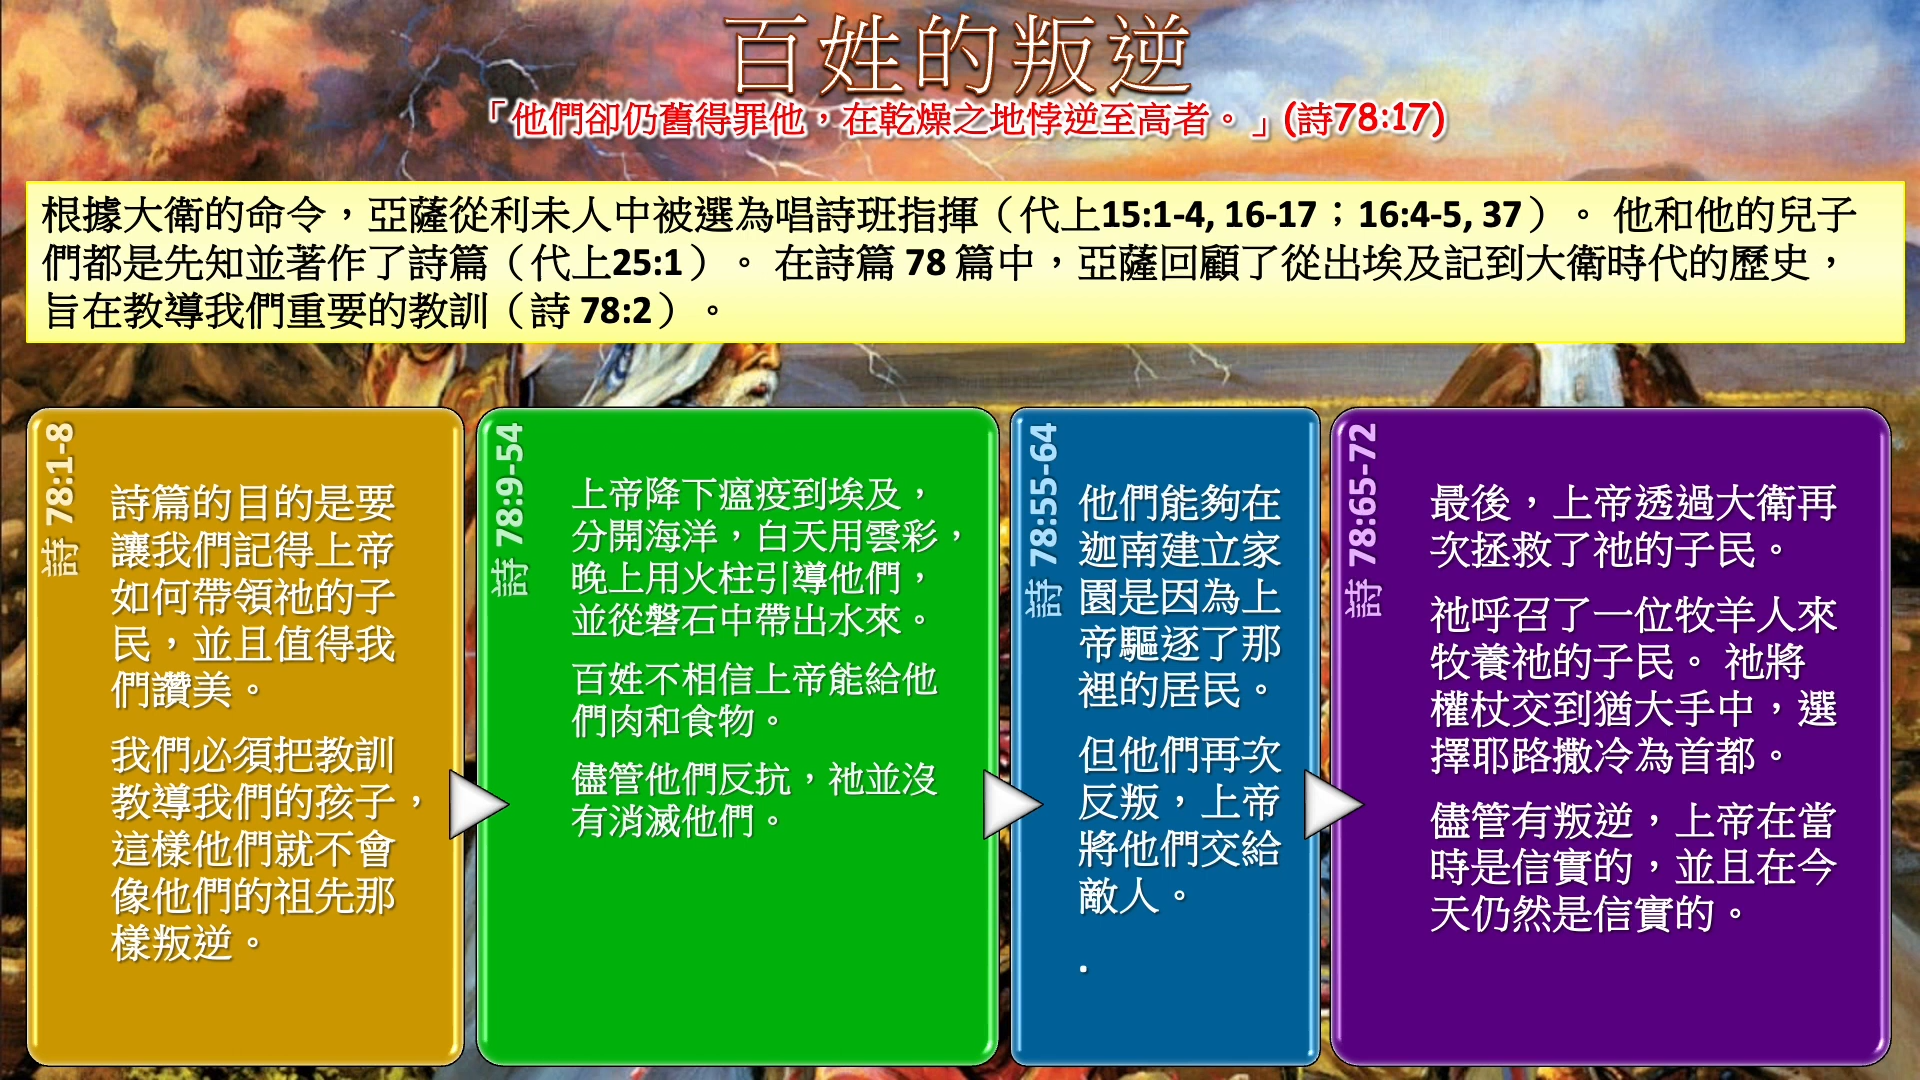 百姓的叛逆
「他們卻仍舊得罪他，在乾燥之地悖逆至高者。」(詩78:17)
根據大衛的命令，亞薩從利未人中被選為唱詩班指揮（代上15:1-4, 16-17；16:4-5, 37）。 他和他的兒子
們都是先知並著作了詩篇（代上25:1）。 在詩篇 78 篇中，亞薩回顧了從出埃及記到大衛時代的歷史，
旨在教導我們重要的教訓（詩 78:2）。
詩 78:1-8
詩篇的目的是要
讓我們記得上帝
如何帶領祂的子
民，並且值得我
們讚美。
我們必須把教訓
教導我們的孩子，
這樣他們就不會
像他們的祖先那
樣叛逆。
詩 78:9-54
上帝降下瘟疫到埃及，
分開海洋，白天用雲彩，
晚上用火柱引導他們，
並從磐石中帶出水來。
百姓不相信上帝能給他
們肉和食物。
儘管他們反抗，祂並沒
有消滅他們。
詩 78:55-64
他們能夠在
迦南建立家
園是因為上
帝驅逐了那
裡的居民。
但他們再次
反叛，上帝
將他們交給
敵人。
.
詩 78:65-72
最後，上帝透過大衛再
次拯救了祂的子民。
祂呼召了一位牧羊人來
牧養祂的子民。 祂將
權杖交到猶大手中，選
擇耶路撒冷為首都。
儘管有叛逆，上帝在當
時是信實的，並且在今
天仍然是信實的。